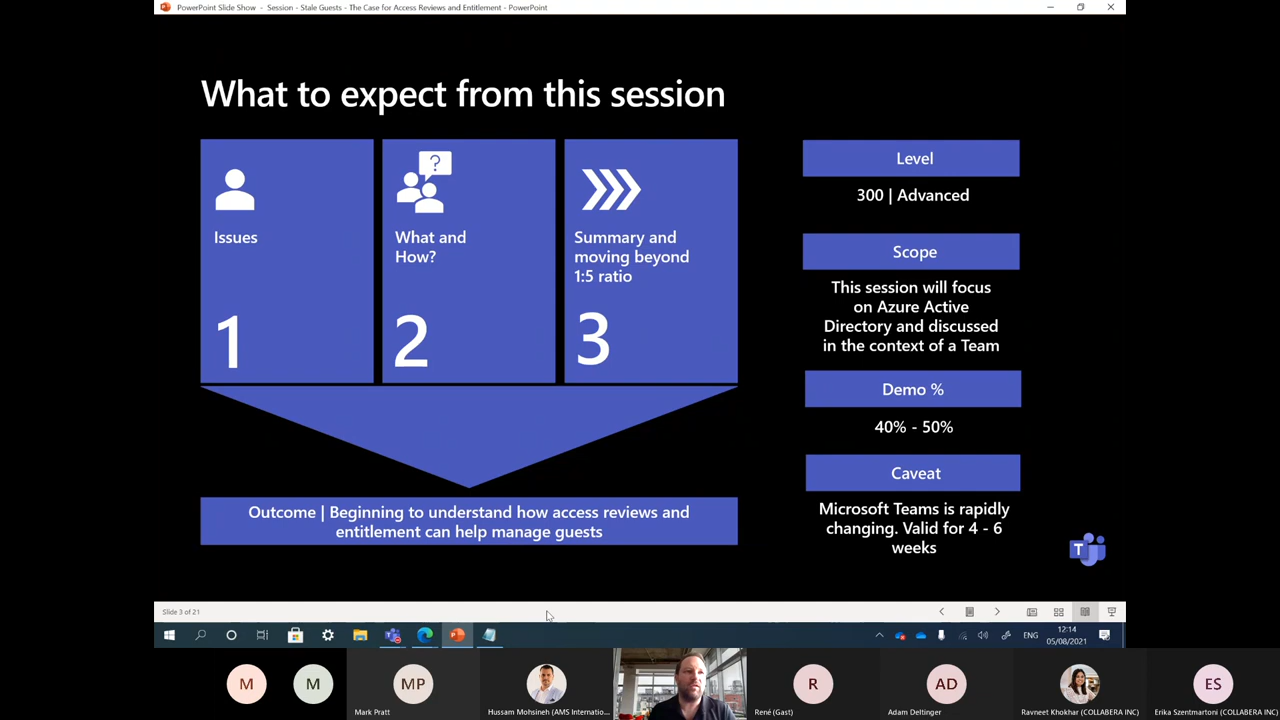 PowerPoint Slide Show - Session - Stale Guests - The Case for Access Reviews and Entitlement - PowerPoint
What to expect from this session
Issues
1
?
What and
How?
2
Summary and
moving beyond
1:5 ratio
3
Outcome | Beginning to understand how access reviews and
entitlement can help manage guests
Level
300 | Advanced
Scope
This session will focus
on Azure Active
Directory and discussed
in the context of a Team
Demo %
40% - 50%
Caveat
Microsoft Teams is rapidly
changing. Valid for 4 - 6
weeks
T
Slide 3 of 21
ENG
12:14
05/08/2021
M
M
MP
Mark Pratt
Hussam Mohsineh (AMS Internatio...
R
René (Gast)
AD
Adam Deltinger
Ravneet Khokhar (COLLABERA INC)
ES
Erika Szentmartoni (COLLABERA INC)